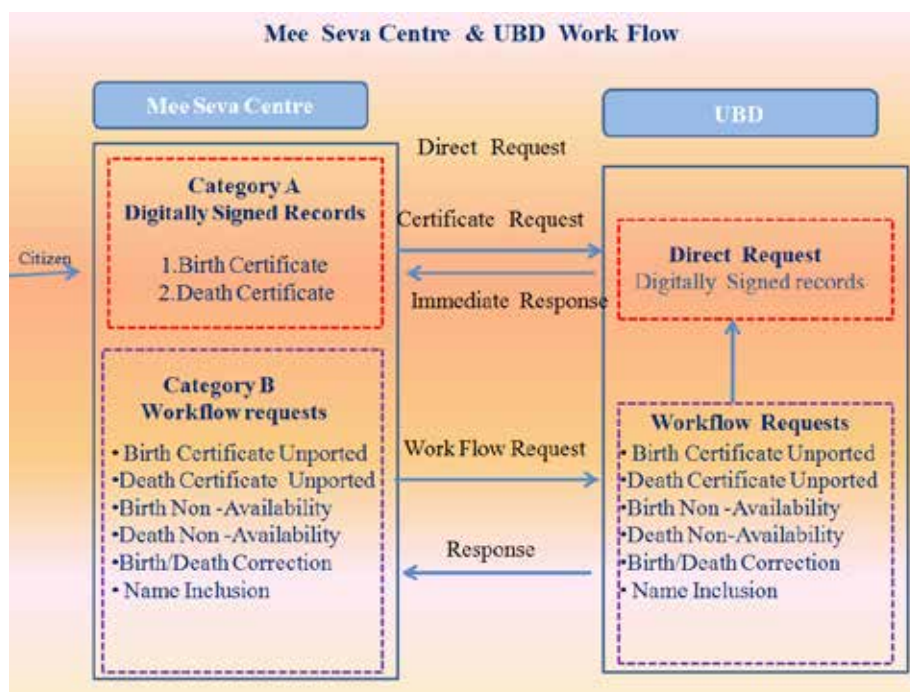 Mee Seva Centre & UBD Work Flow
Mee Seva Centre
UBD
Direct Request
Category A
Digitally Signed Records
1.Birth Certificate
2.Death Certificate
Citizen
Certificate Request
Immediate Response
Direct Request
Digitally Signed records
Category B
Workflow requests
• Birth Certificate Unported
•Death Certificate Unported
•Birth Non -Availability
•Death Non -Availability
•Birth/Death Correction
• Name Inclusion
Work Flow Request
Response
Workflow Requests
• Birth Certificate Unported
•Death Certificate Unported
•Birth Non -Availability
•Death Non-Availability
•Birth/Death Correction
• Name Inclusion